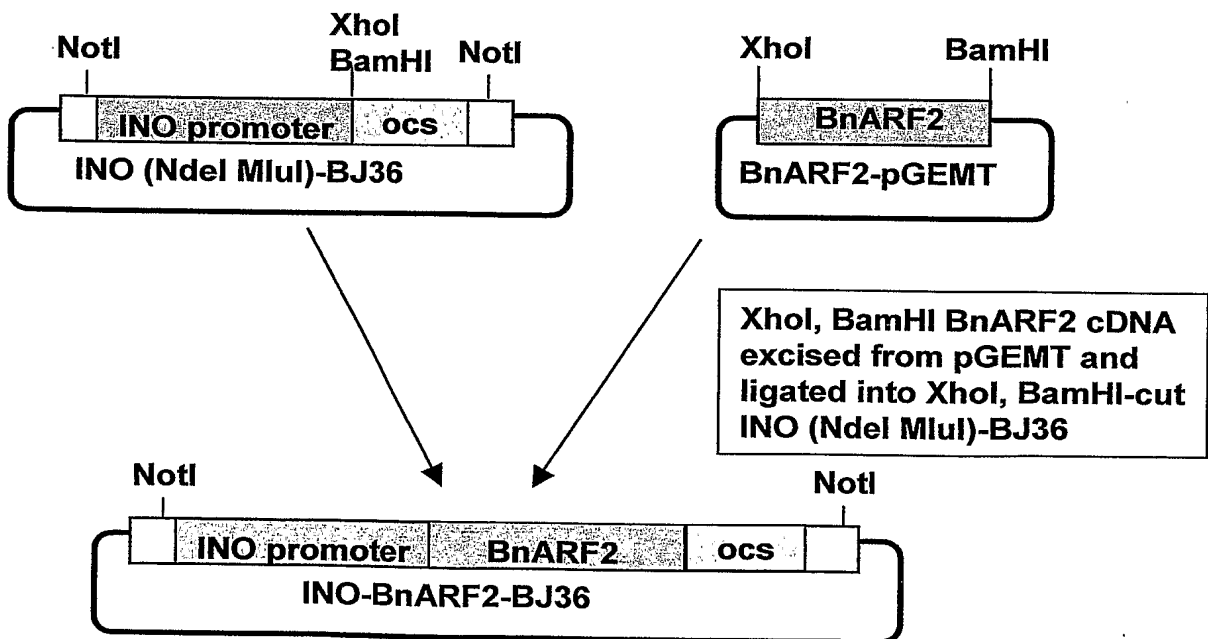 NotI
XhoI
BamHI
NotI
XhoI
BamHI
INO promoter
ocs
BnARF2
INO (NdeI MluI)-BJ36
BnARF2-pGEMT
XhoI, BamHI BnARF2 cDNA
excised from pGEMT and
ligated into XhoI, BamHI-cut
INO (NdeI MluI)-BJ36
NotI
NotI
INO promoter
BnARF2
ocs
INO-BnARF2-BJ36